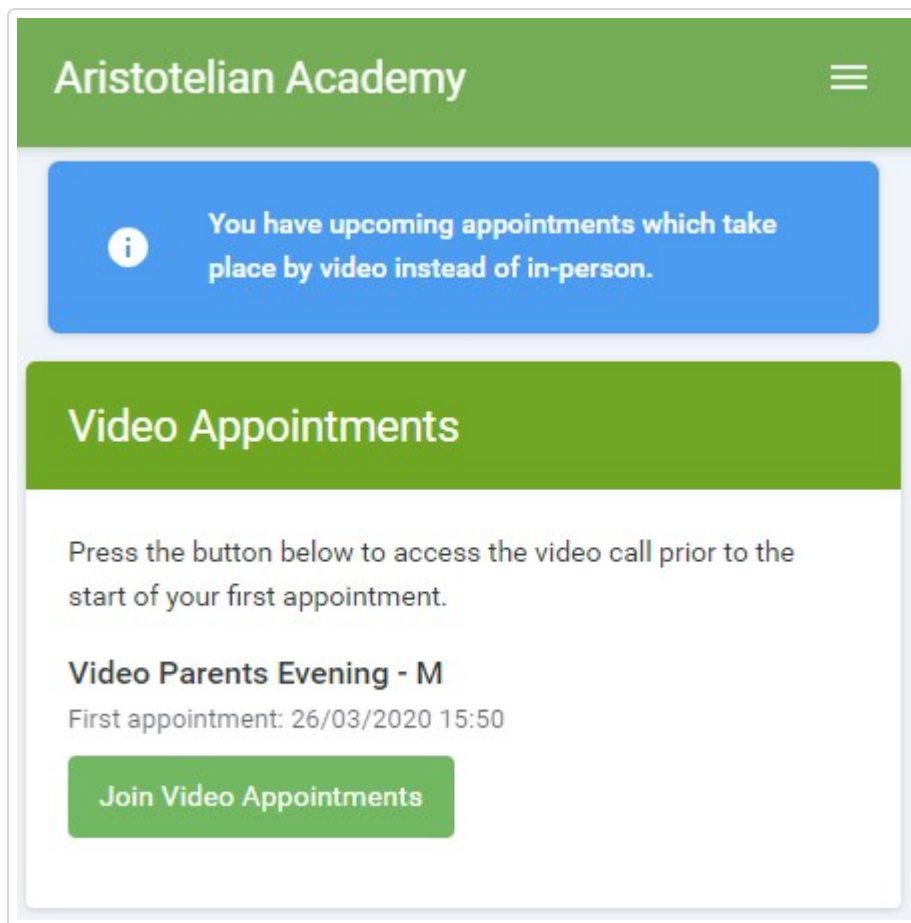 Aristotelian Academy
You have upcoming appointments which take
place by video instead of in-person.
Video Appointments
Press the button below to access the video call prior to the
start of your first appointment.
Video Parents Evening - M
First appointment: 26/03/2020 15:50
Join Video Appointments